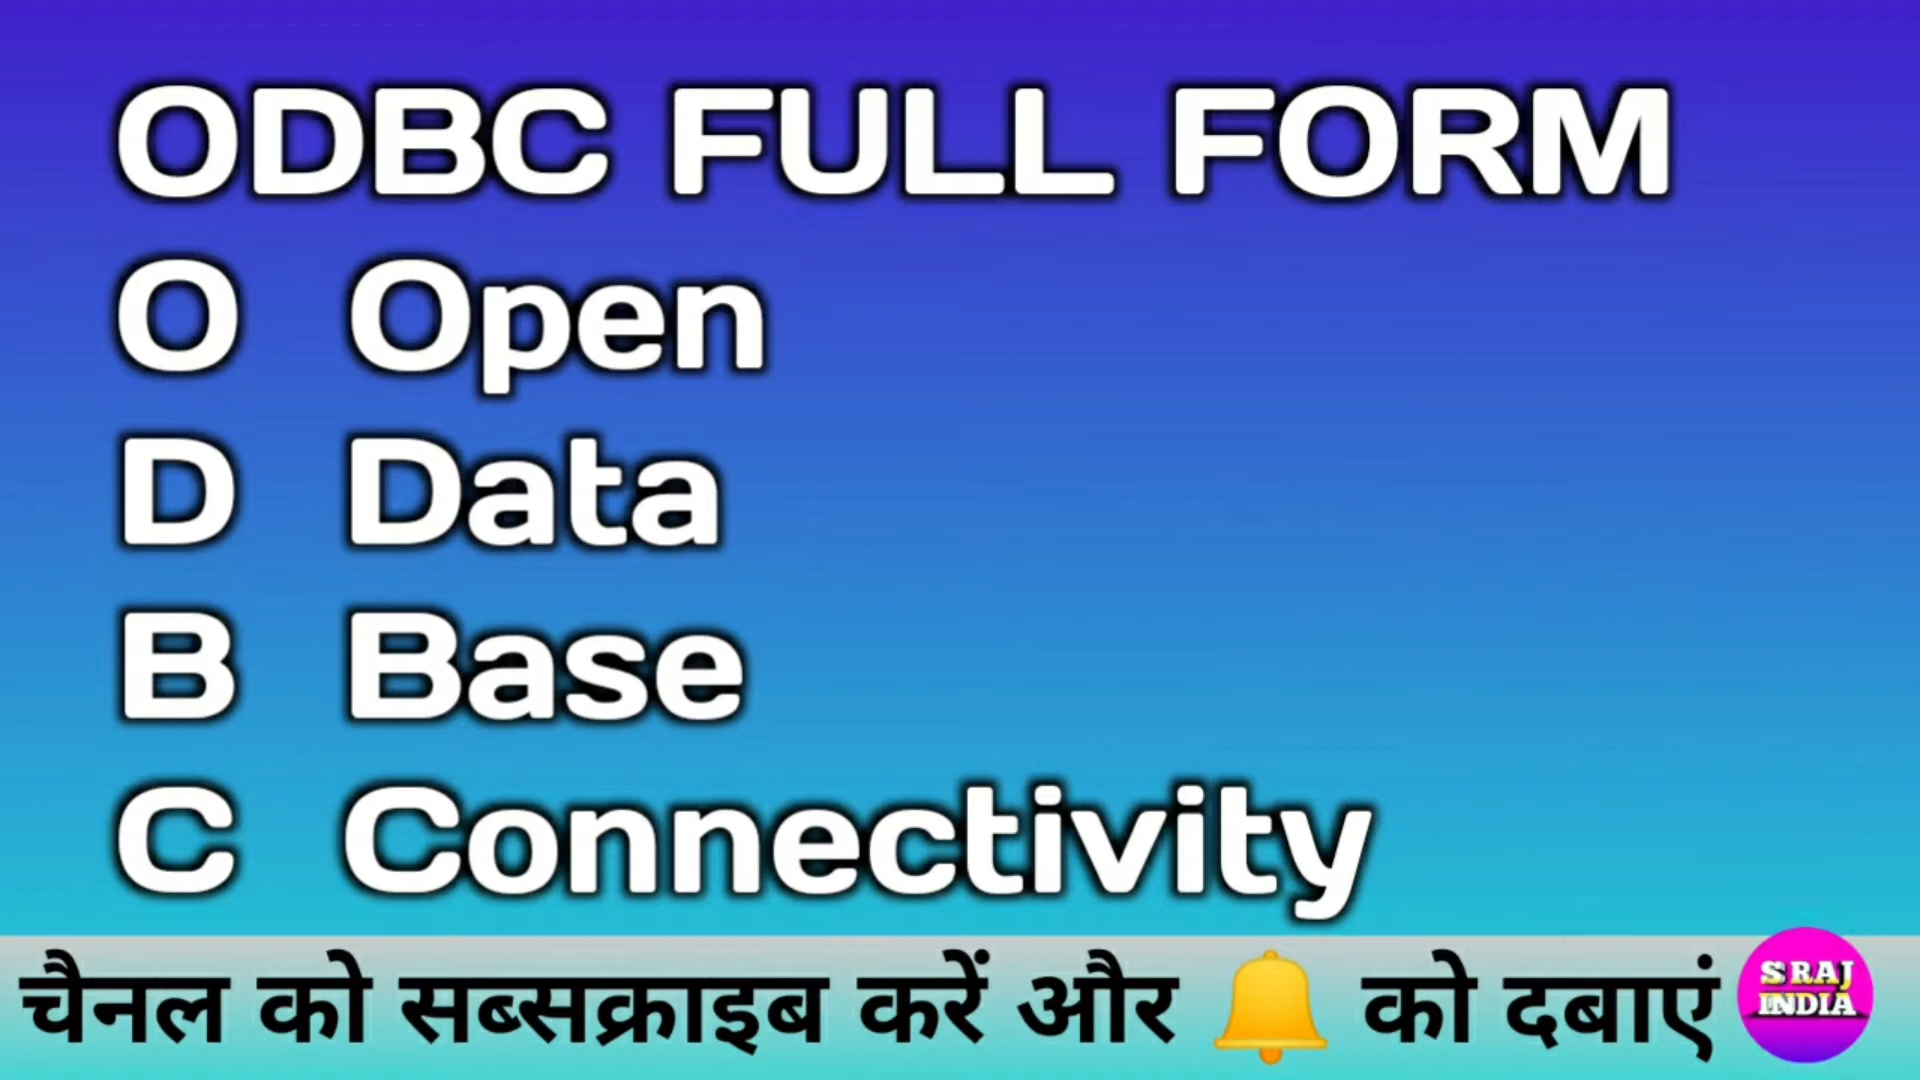 ODBC FULL FORM
O Open
D Data
B Base
C Connectivity
चैनल को सब्सक्राइब करें और 🔔 को दबाएं
S RAJ
INDIA